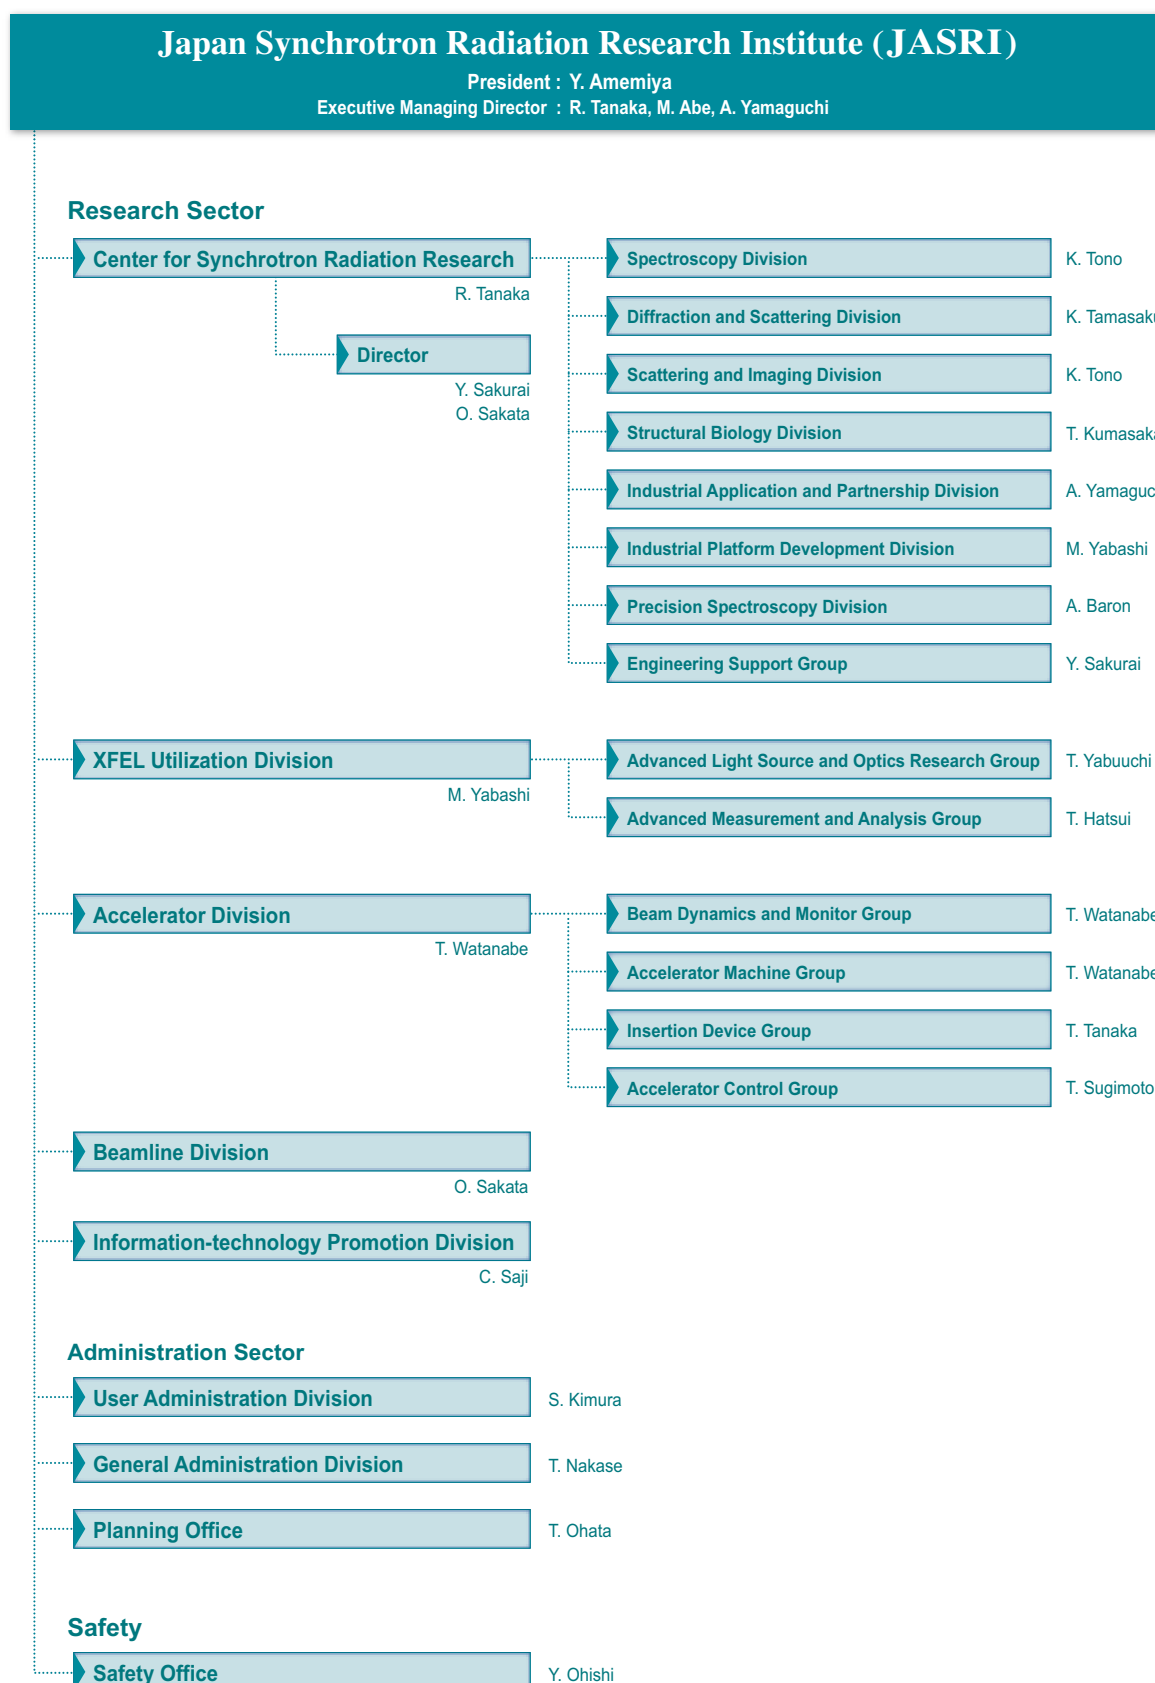 Japan Synchrotron Radiation Research Institute (JASRI)
President : Y. Amemiya
Executive Managing Director : R. Tanaka, M. Abe, A. Yamaguchi
Research Sector
Center for Synchrotron Radiation Research
R. Tanaka
Director
Y. Sakurai
O. Sakata
Spectroscopy Division K. Tono
Diffraction and Scattering Division K.
Scattering and Imaging Division K. Tono
Structural Biology Division T.
Industrial Application and Partnership Division A.
Industrial Platform Development Division M. Yabashi
Precision Spectroscopy Division A. Baron
Engineering Support Group Y. Sakurai
XFEL Utilization Division
M. Yabashi
Advanced Light Source and Optics Research Group T. Yabuuchi
Advanced Measurement and Analysis Group T. Hatsui
Accelerator Division
T. Watanabe
Beam Dynamics and Monitor Group T. Watanabe
Accelerator Machine Group T. Watanabe
Insertion Device Group T. Tanaka
Accelerator Control Group T. Sugimoto
Beamline Division
O. Sakata
Information-technology Promotion Division
C. Saji
Administration Sector
User Administration Division S. Kimura
General Administration Division T. Nakase
Planning Office T. Ohata
Safety
Safety Office Y. Ohishi